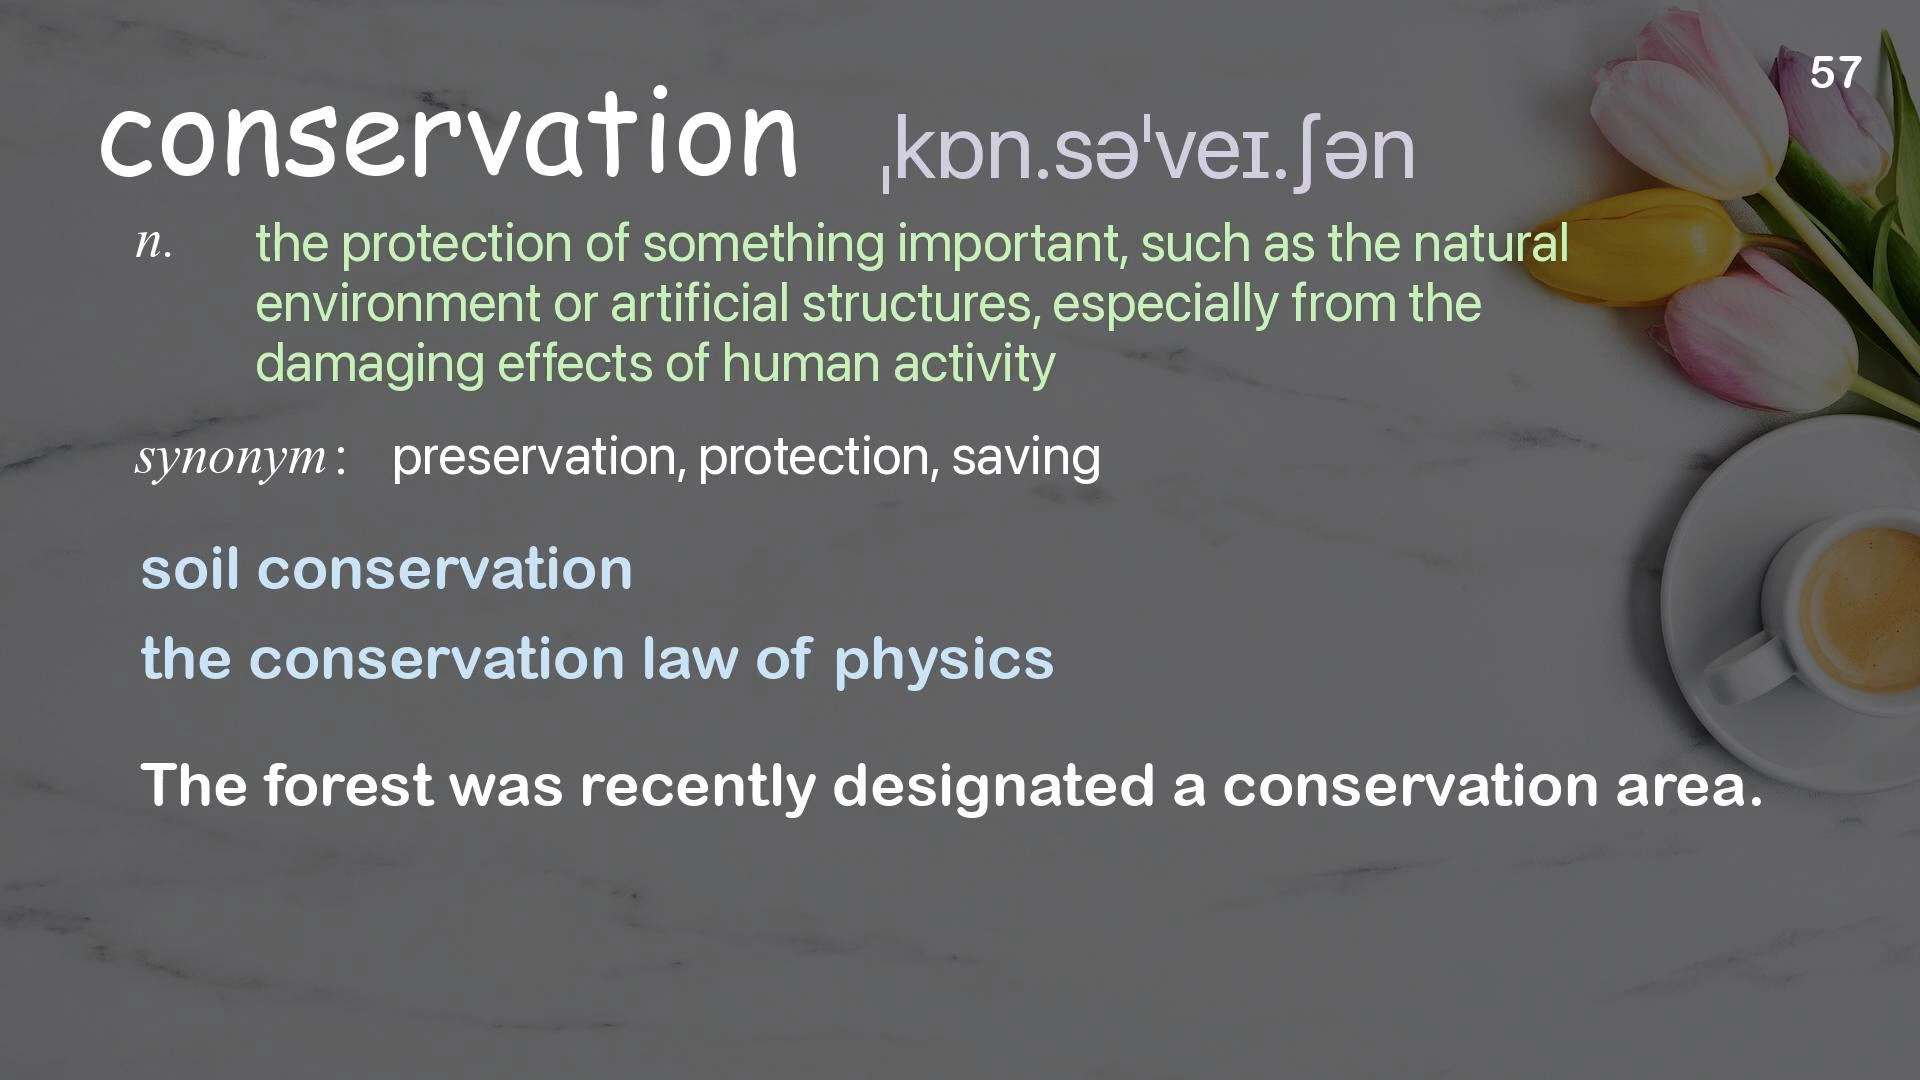 57
conservation ˌkɒn.səˈveɪ.ʃən
n. the protection of something important, such as the natural
environment or artificial structures, especially from the
damaging effects of human activity
synonym: preservation, protection, saving
soil conservation
the conservation law of physics
The forest was recently designated a conservation area.